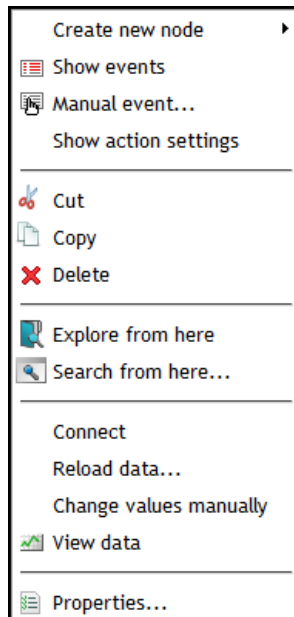 Create new node
Show events
Manual event...
Show action settings
Cut
Copy
Delete
Explore from here
Search from here...
Connect
Reload data...
Change values manually
View data
Properties...